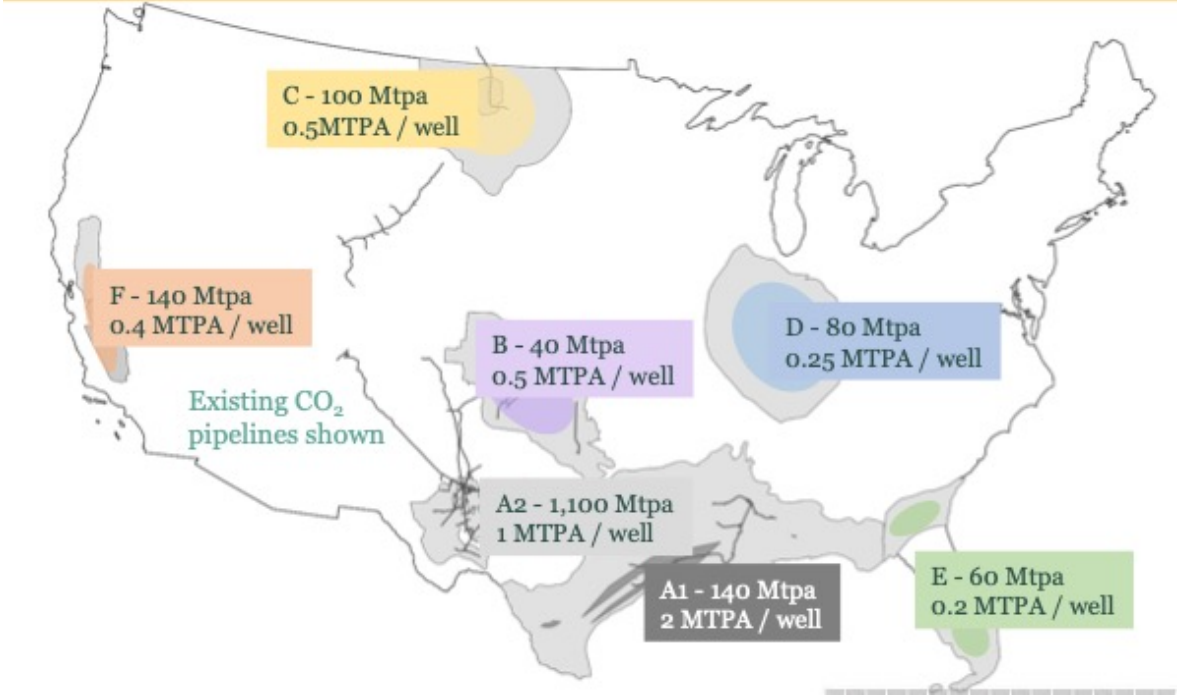 C - 100 Mtpa
0.5MTPA / well
F - 140 Mtpa
0.4 MTPA / well
B - 40 Mtpa
0.5 MTPA / well
D - 80 Mtpa
0.25 MTPA / well
Existing CO₂
pipelines shown
A2 - 1,100 Mtpa
1 MTPA / well
A1 - 140 Mtpa
2 MTPA / well
E - 60 Mtpa
0.2 MTPA / well